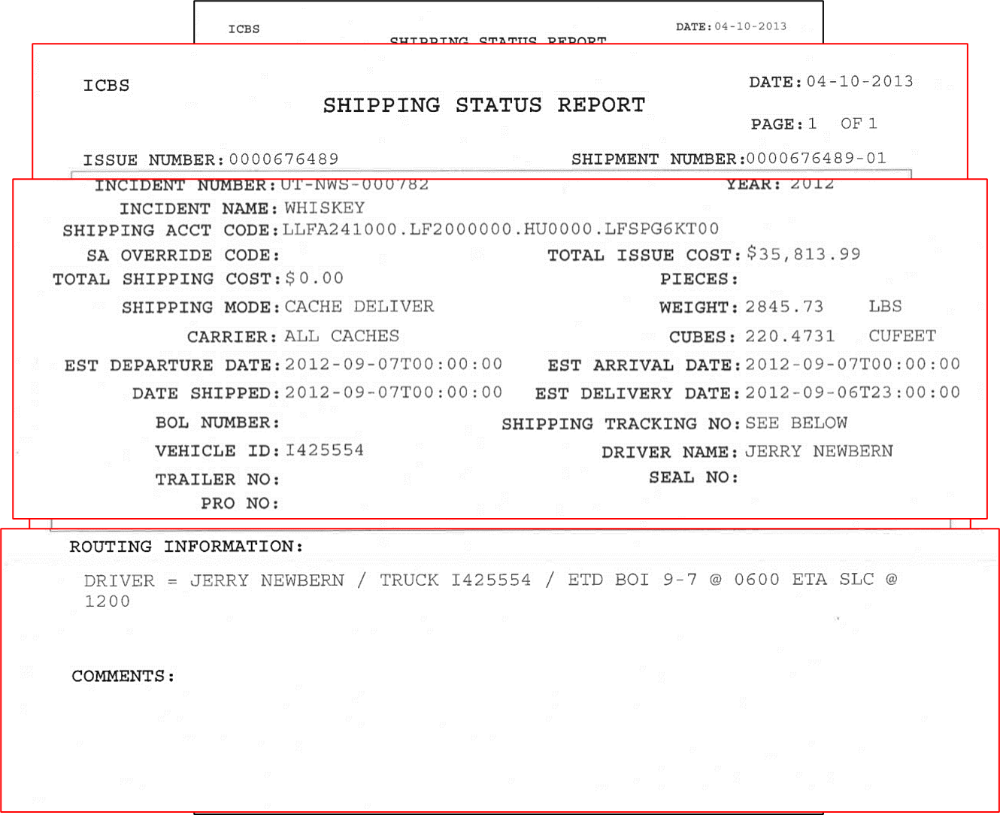 ICBS DATE:04-10-2013
SHIPPING STATUS REPORT
ICBS DATE:04-10-2013
SHIPPING STATUS REPORT
PAGE:1 OF 1
ISSUE NUMBER:0000676489 SHIPMENT NUMBER:0000676489-01
INCIDENT NUMBER:UT-NWS-000782 YEAR: 2012
INCIDENT NAME:WHISKEY
SHIPPING ACCT CODE:LLFA241000.LF2000000.HU0000.LFSPG6KT00
SA OVERRIDE CODE: TOTAL ISSUE COST:$35,813.99
TOTAL SHIPPING COST:$0.00 PIECES:
SHIPPING MODE:CACHE DELIVER WEIGHT:2845.73 LBS
CARRIER:ALL CACHES CUBES:220.4731 CUFEET
EST DEPARTURE DATE:2012-09-07T00:00:00 EST ARRIVAL DATE:2012-09-07T00:00:00
DATE SHIPPED:2012-09-07T00:00:00 EST DELIVERY DATE:2012-09-06T23:00:00
BOL NUMBER: SHIPPING TRACKING NO:SEE BELOW
VEHICLE ID:I425554 DRIVER NAME:JERRY NEWBERN
TRAILER NO: SEAL NO:
PRO NO:
ROUTING INFORMATION:
DRIVER = JERRY NEWBERN / TRUCK I425554 / ETD BOI 9-7 @ 0600 ETA SLC @
1200
COMMENTS: